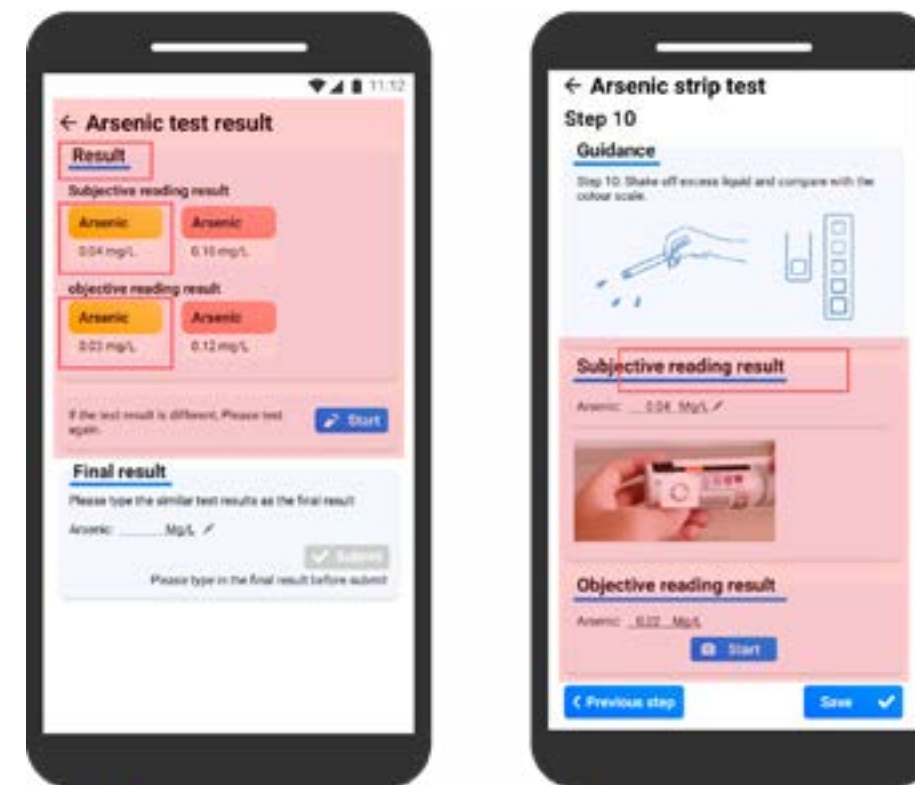 11:12
← Arsenic test result
Result
Subjective reading result
Arsenic Arsenic
0.04 mg/L 0.10 mg/L
objective reading result
Arsenic Arsenic
0.03 mg/L 0.12 mg/L
If the test result is different, Please test
again.
Start
Final result
Please type the similar test results as the final result
Arsenic: Mg/L
Submit
Please type in the final result before submit
← Arsenic strip test
Step 10
Guidance
Step 10: Shake off excess liquid and compare with the
colour scale.
Subjective reading result
Arsenic: 0.04 Mg/L
Objective reading result
Arsenic: 0.02 Mg/L
Start
Previous step
Save